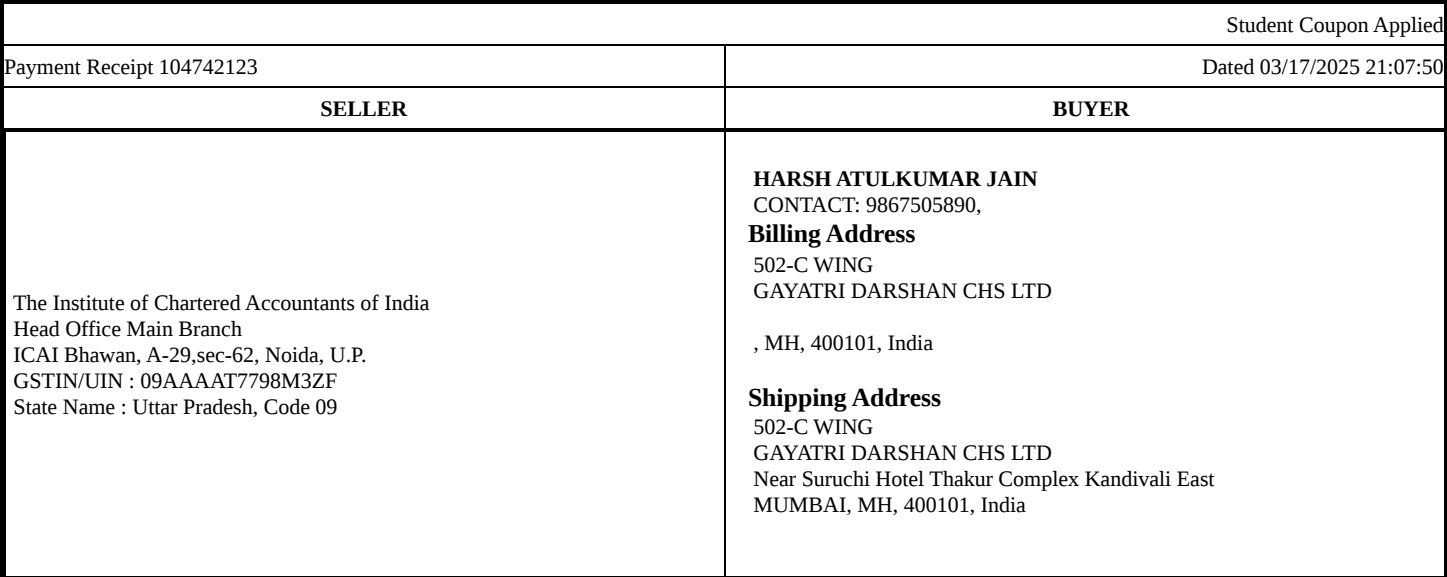 Student Coupon Applied
Payment Receipt 104742123
Dated 03/17/2025 21:07:50
SELLER
BUYER
The Institute of Chartered Accountants of India
Head Office Main Branch
ICAI Bhawan, A-29,sec-62, Noida, U.P.
GSTIN/UIN : 09AAAAT7798M3ZF
State Name : Uttar Pradesh, Code 09
HARSH ATULKUMAR JAIN
CONTACT: 9867505890,
Billing Address
502-C WING
GAYATRI DARSHAN CHS LTD
, MH, 400101, India
Shipping Address
502-C WING
GAYATRI DARSHAN CHS LTD
Near Suruchi Hotel Thakur Complex Kandivali East
MUMBAI, MH, 400101, India